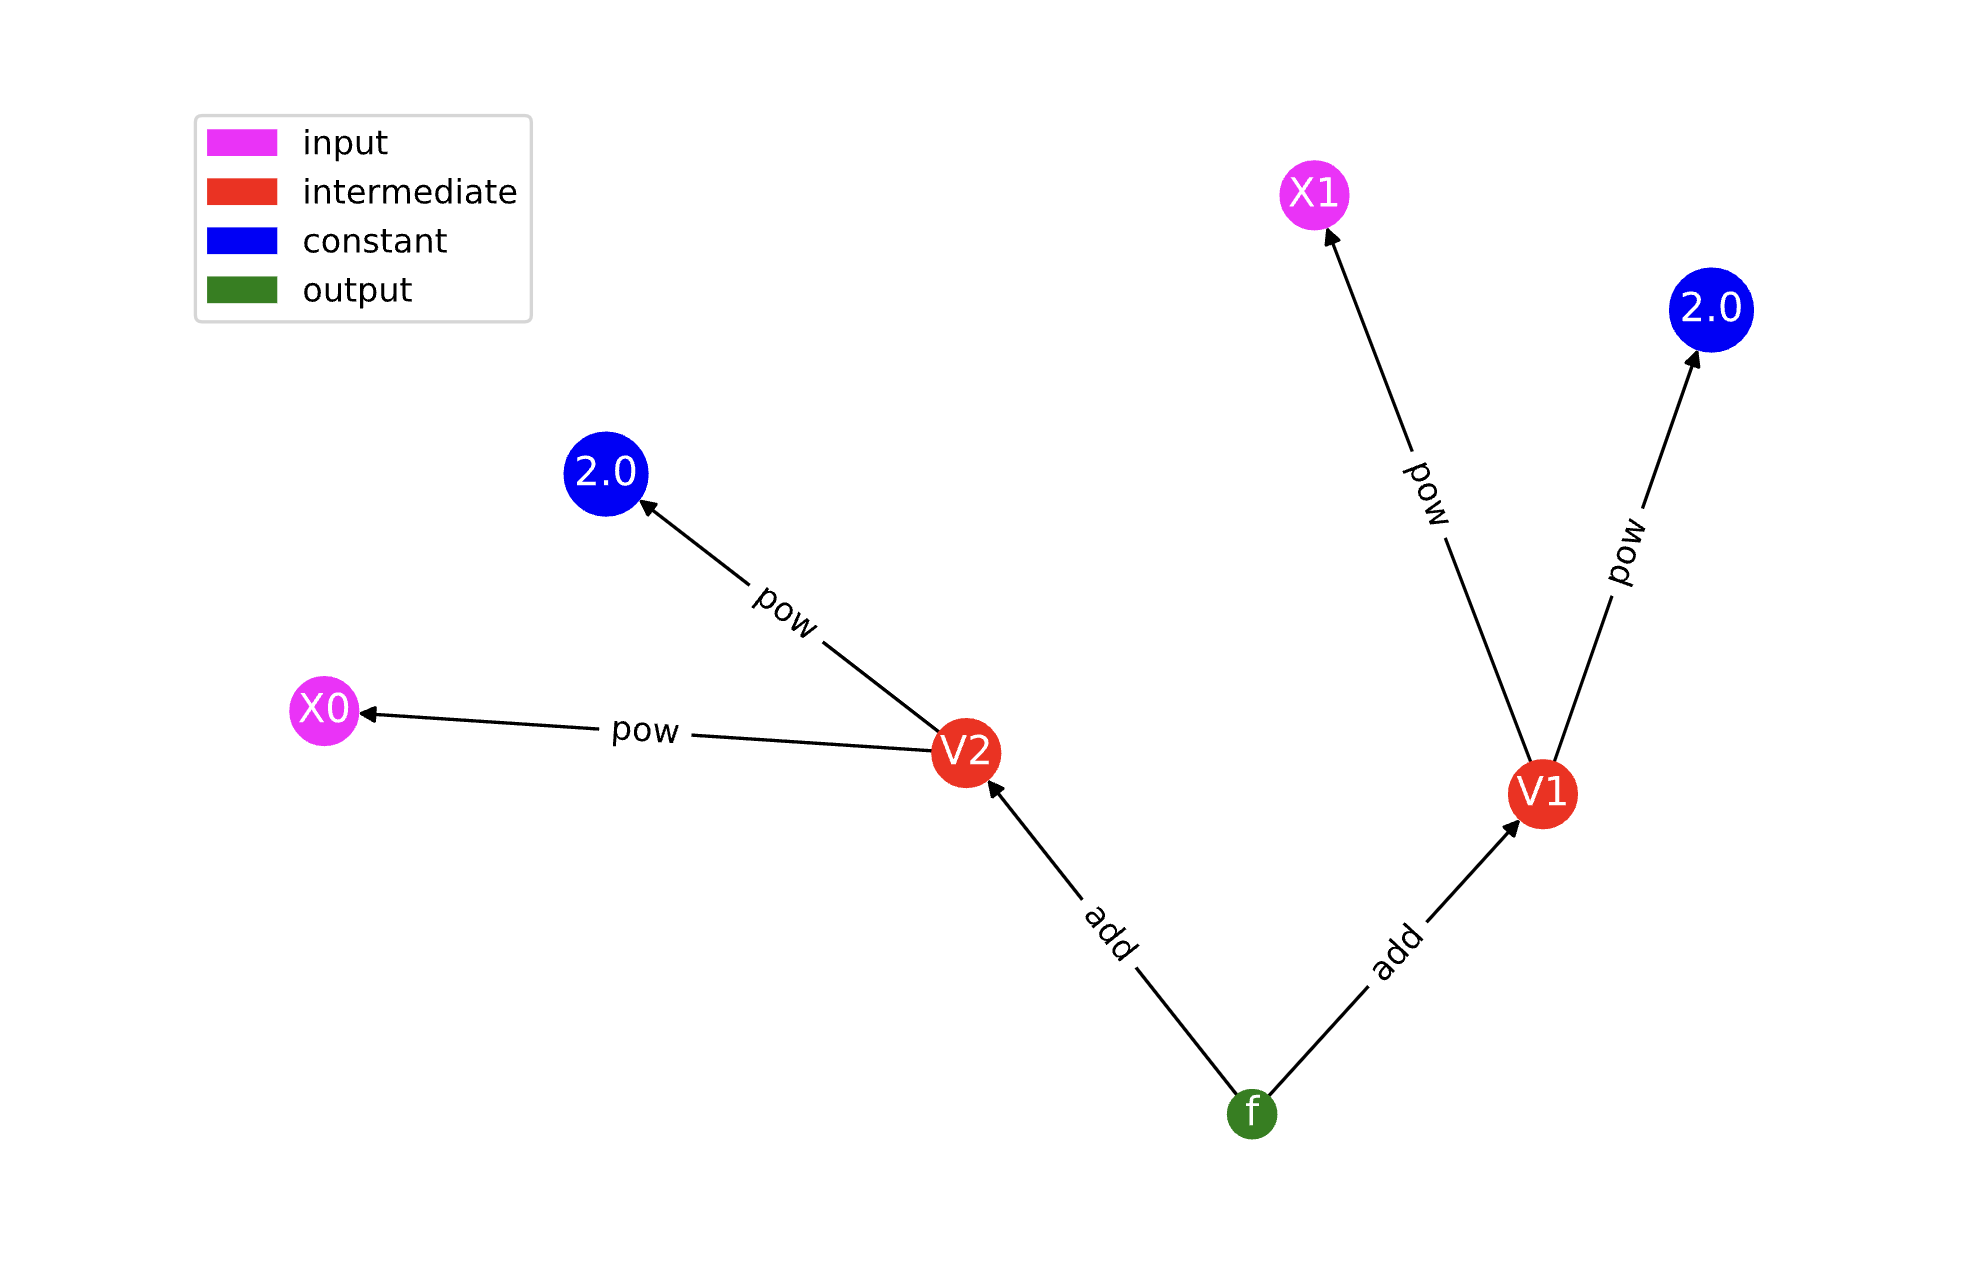 input
intermediate
constant
output
X1
2.0
2.0
pow
pow
pow
X0
pow
V2
V1
add
add
f